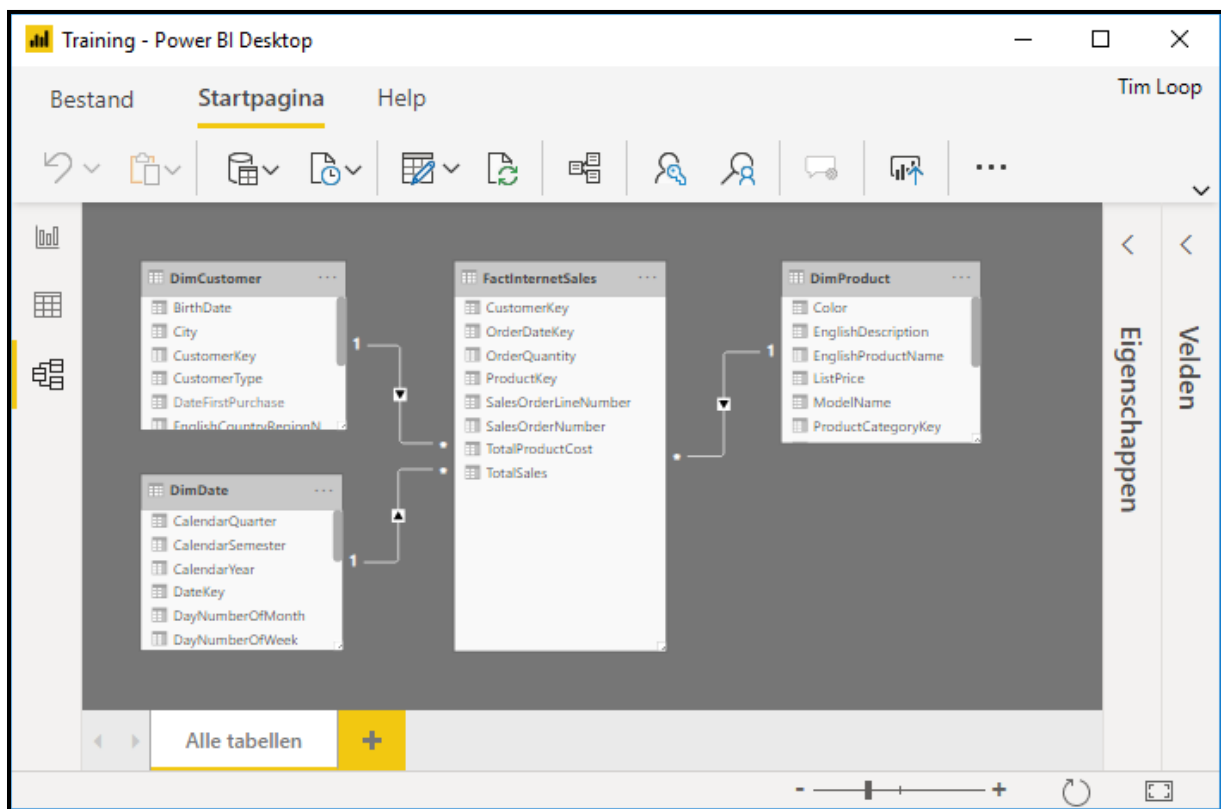 Training - Power BI Desktop
Tim Loop
Bestand Startpagina Help
DimCustomer
BirthDate
City
CustomerKey
CustomerType
DateFirstPurchase
EnglishCountryRegionN
1
*
DimDate
CalendarQuarter
CalendarSemester
CalendarYear
DateKey
DayNumberOfMonth
DayNumberOfWeek
1
*
FactInternetSales
CustomerKey
OrderDateKey
OrderQuantity
ProductKey
SalesOrderLineNumber
SalesOrderNumber
TotalProductCost
TotalSales
*
1
DimProduct
Color
EnglishDescription
EnglishProductName
ListPrice
ModelName
ProductCategoryKey
Eigenschappen
Velden
Alle tabellen +
- +